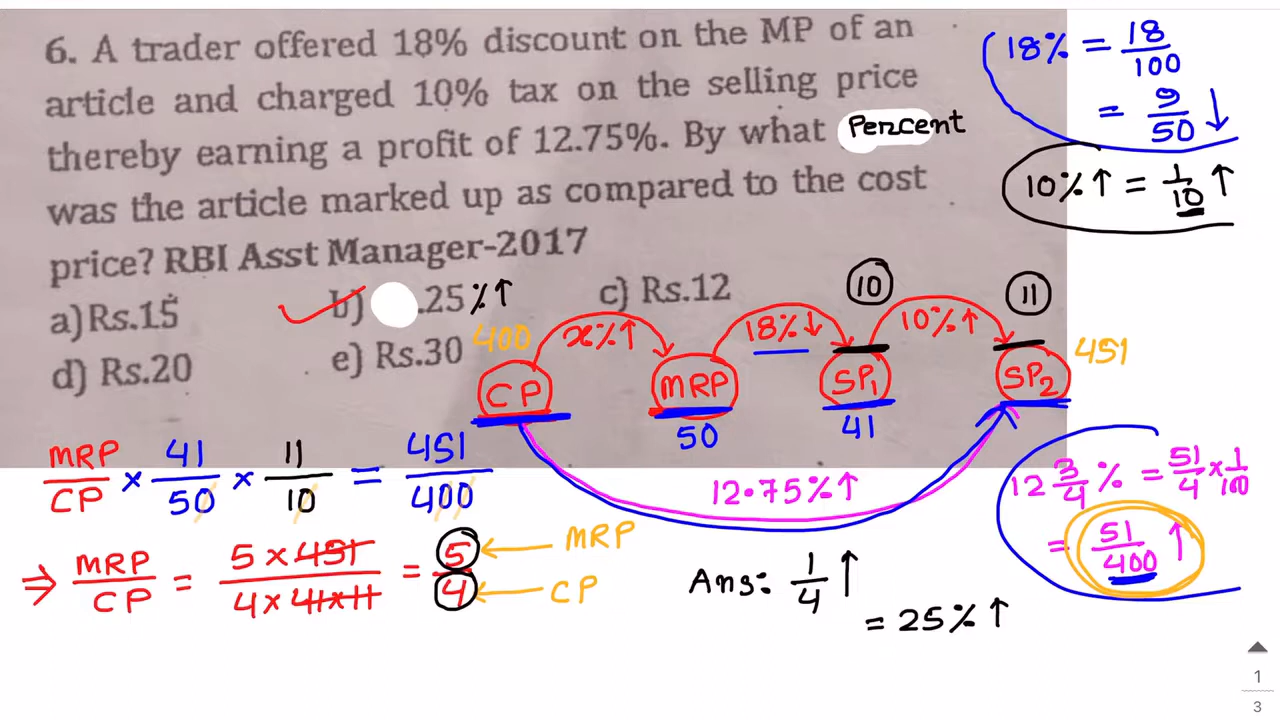 6. A trader offered 18% discount on the MP of an
article and charged 10% tax on the selling price
thereby earning a profit of 12.75%. By what Percent
was the article marked up as compared to the cost
price? RBI Asst Manager-2017
a) Rs.15
b) .25 %↑
c) Rs.12
d) Rs.20
e) Rs.30
18% = 18/100
= 9/50 ↓
10%↑ = 1/10 ↑
10
11
400
x%↑
18%↓
10%↑
451
CP
MRP
SP₁
SP₂
50
41
12.75%↑
MRP/CP × 41/50 × 11/10 = 451/400
⇒ MRP/CP = 5 × 451 / 4 × 41 × 11 = 5/4
MRP
CP
12 3/4 % = 51/4 × 1/100
= 51/400 ↑
Ans: 1/4 ↑
= 25% ↑
1
3